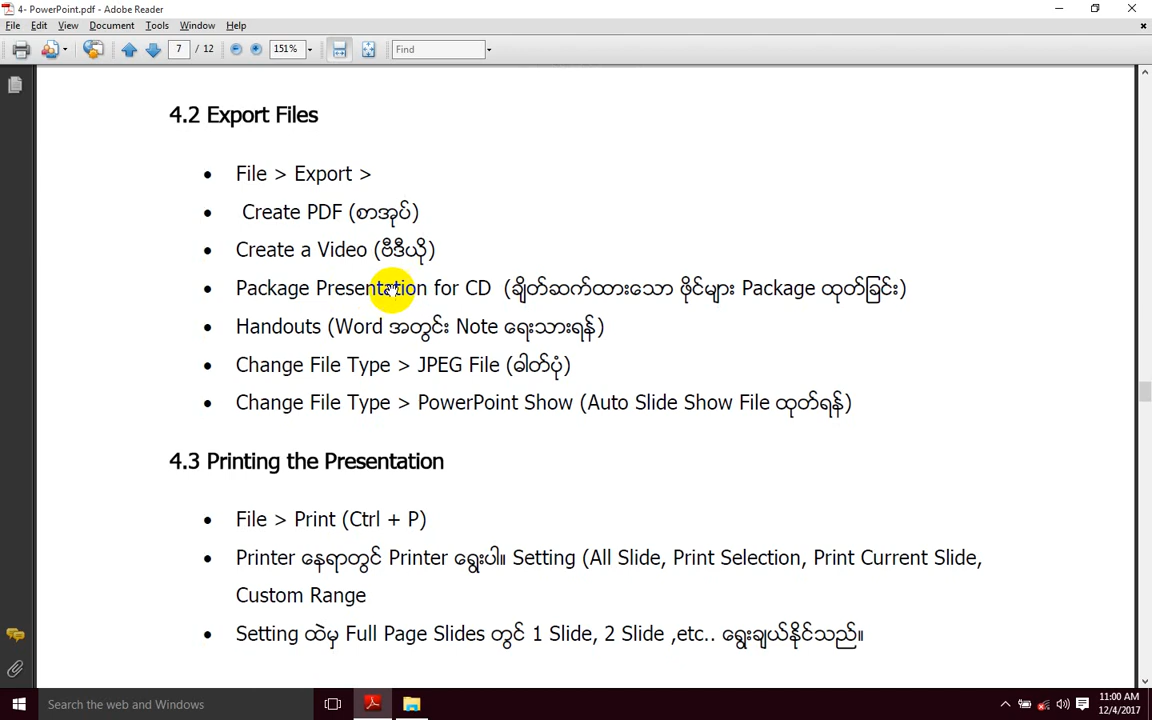 4- PowerPoint.pdf - Adobe Reader
File Edit View Document Tools Window Help
7 / 12 151% Find
4.2 Export Files
• File > Export >
• Create PDF (စာအုပ်)
• Create a Video (ဗီဒီယို)
• Package Presentation for CD (ချိတ်ဆက်ထားသော ဖိုင်များ Package ထုတ်ခြင်း)
• Handouts (Word အတွင်း Note ရေးသားရန်)
• Change File Type > JPEG File (ဓါတ်ပုံ)
• Change File Type > PowerPoint Show (Auto Slide Show File ထုတ်ရန်)
4.3 Printing the Presentation
• File > Print (Ctrl + P)
• Printer နေရာတွင် Printer ရွေးပါ။ Setting (All Slide, Print Selection, Print Current Slide,
Custom Range
• Setting ထဲမှ Full Page Slides တွင် 1 Slide, 2 Slide ,etc.. ရွေးချယ်နိုင်သည်။
Search the web and Windows
11:00 AM
12/4/2017